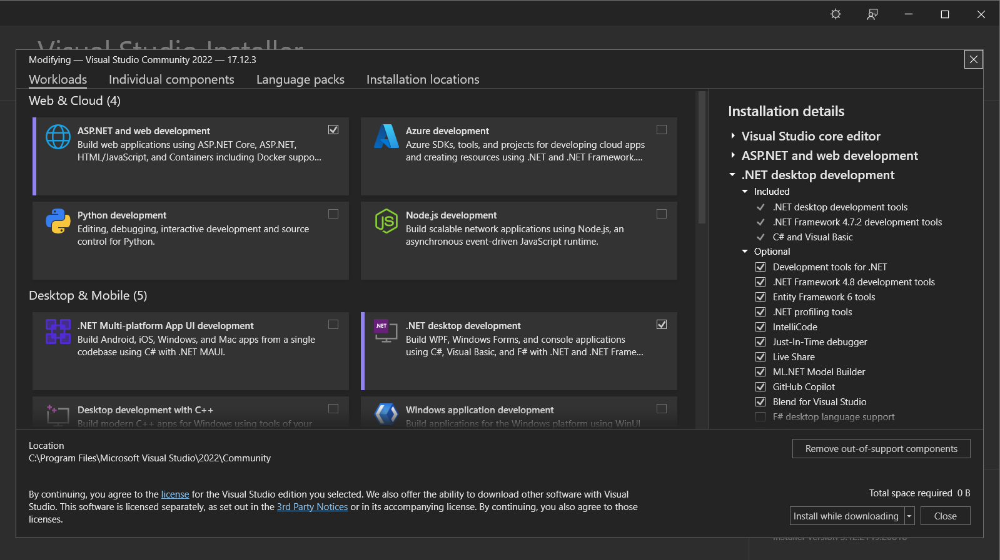 Visual Studio Installer
Modifying — Visual Studio Community 2022 — 17.12.3
Workloads
Individual components
Language packs
Installation locations
Web & Cloud (4)
ASP.NET and web development
Build web applications using ASP.NET Core, ASP.NET,
HTML/JavaScript, and Containers including Docker suppo...
Azure development
Azure SDKs, tools, and projects for developing cloud apps
and creating resources using .NET and .NET Framework....
Python development
Editing, debugging, interactive development and source
control for Python.
JS
Node.js development
Build scalable network applications using Node.js, an
asynchronous event-driven JavaScript runtime.
Desktop & Mobile (5)
.NET Multi-platform App UI development
Build Android, iOS, Windows, and Mac apps from a single
codebase using C# with .NET MAUI.
.NET
.NET desktop development
Build WPF, Windows Forms, and console applications
using C#, Visual Basic, and F# with .NET and .NET Frame...
Desktop development with C++
Build modern C++ apps for Windows using tools of your
Windows application development
Build applications for the Windows platform using WinUI
Installation details
Visual Studio core editor
ASP.NET and web development
.NET desktop development
Included
.NET desktop development tools
.NET Framework 4.7.2 development tools
C# and Visual Basic
Optional
Development tools for .NET
.NET Framework 4.8 development tools
Entity Framework 6 tools
.NET profiling tools
IntelliCode
Just-In-Time debugger
Live Share
ML.NET Model Builder
GitHub Copilot
Blend for Visual Studio
F# desktop language support
Location
C:\Program Files\Microsoft Visual Studio\2022\Community
Remove out-of-support components
By continuing, you agree to the license for the Visual Studio edition you selected. We also offer the ability to download other software with Visual
Studio. This software is licensed separately, as set out in the 3rd Party Notices or in its accompanying license. By continuing, you also agree to those
licenses.
Total space required 0 B
Install while downloading
Close